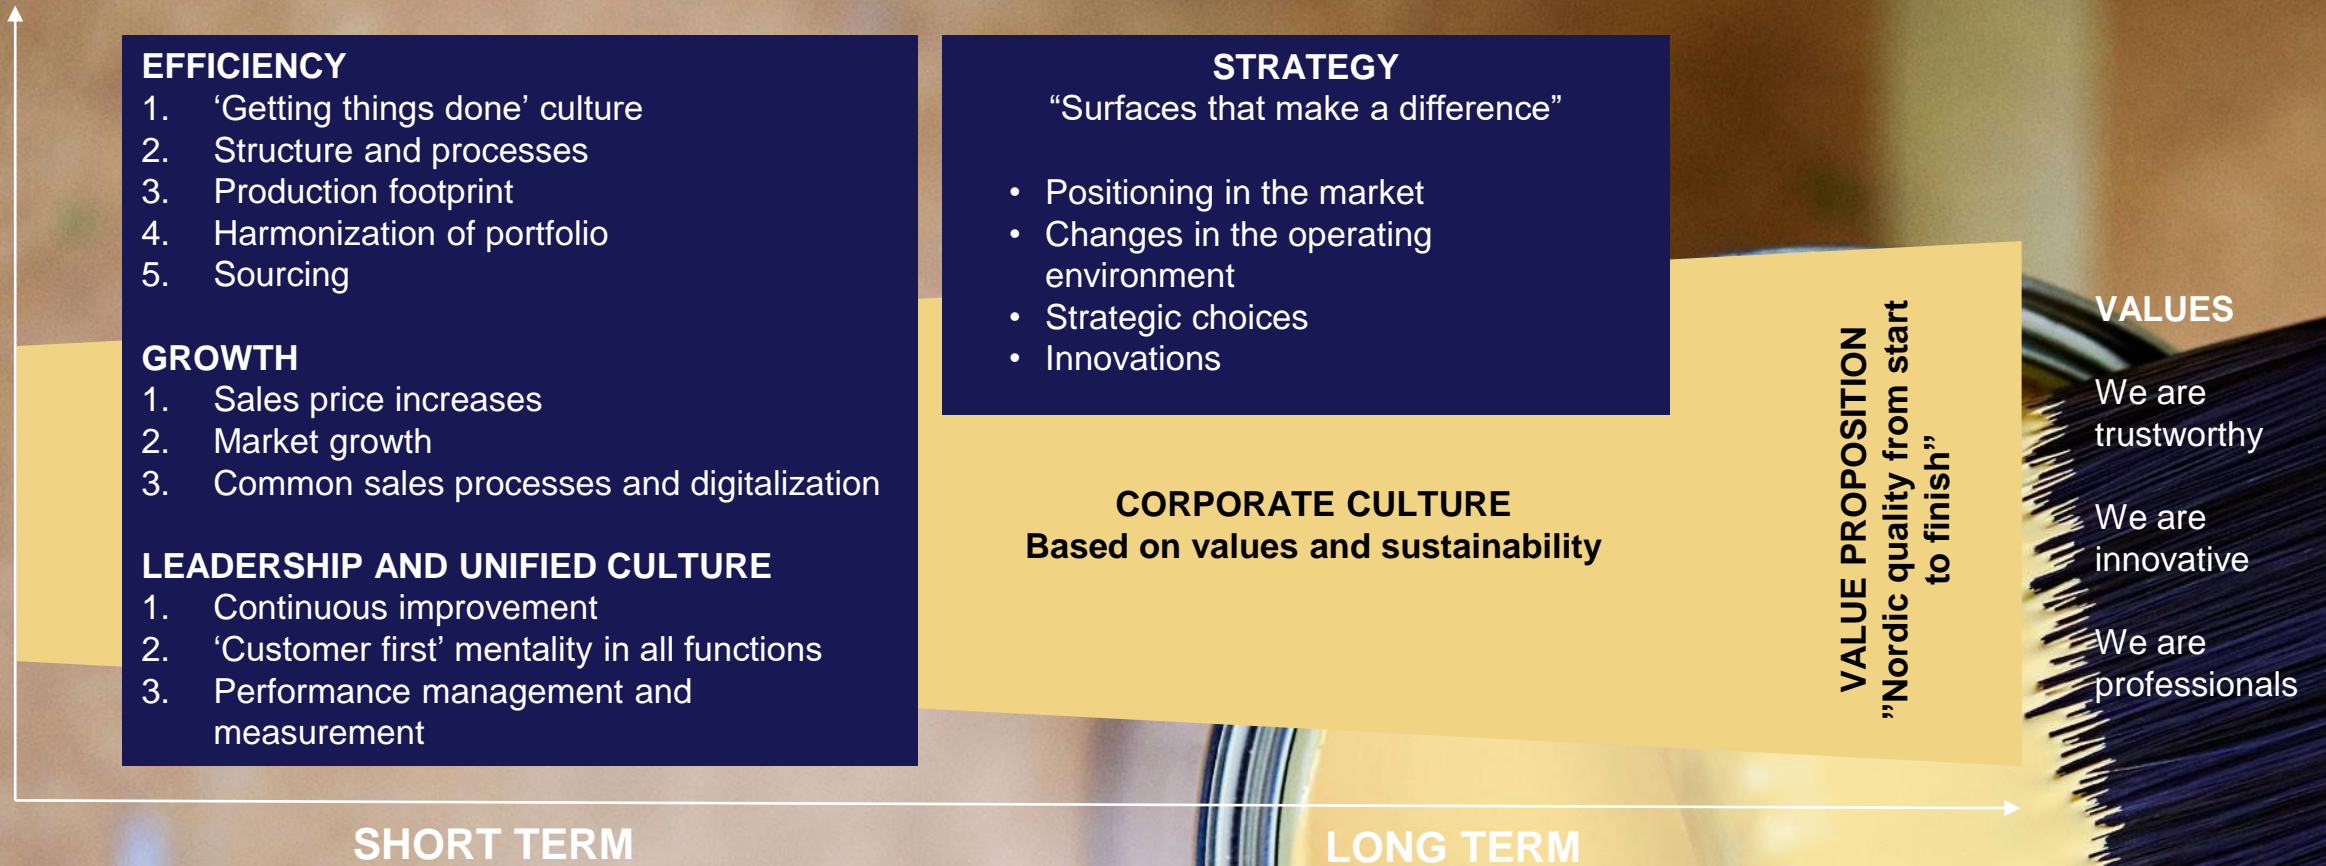 EFFICIENCY
1. ‘Getting things done’ culture
2. Structure and processes
3. Production footprint
4. Harmonization of portfolio
5. Sourcing
GROWTH
1. Sales price increases
2. Market growth
3. Common sales processes and digitalization
LEADERSHIP AND UNIFIED CULTURE
1. Continuous improvement
2. ‘Customer first’ mentality in all functions
3. Performance management and
measurement
STRATEGY
“Surfaces that make a difference”
• Positioning in the market
• Changes in the operating
environment
• Strategic choices
• Innovations
CORPORATE CULTURE
Based on values and sustainability
VALUE PROPOSITION
”Nordic quality from start
to finish”
VALUES
We are
trustworthy
We are
innovative
We are
professionals
SHORT TERM
LONG TERM